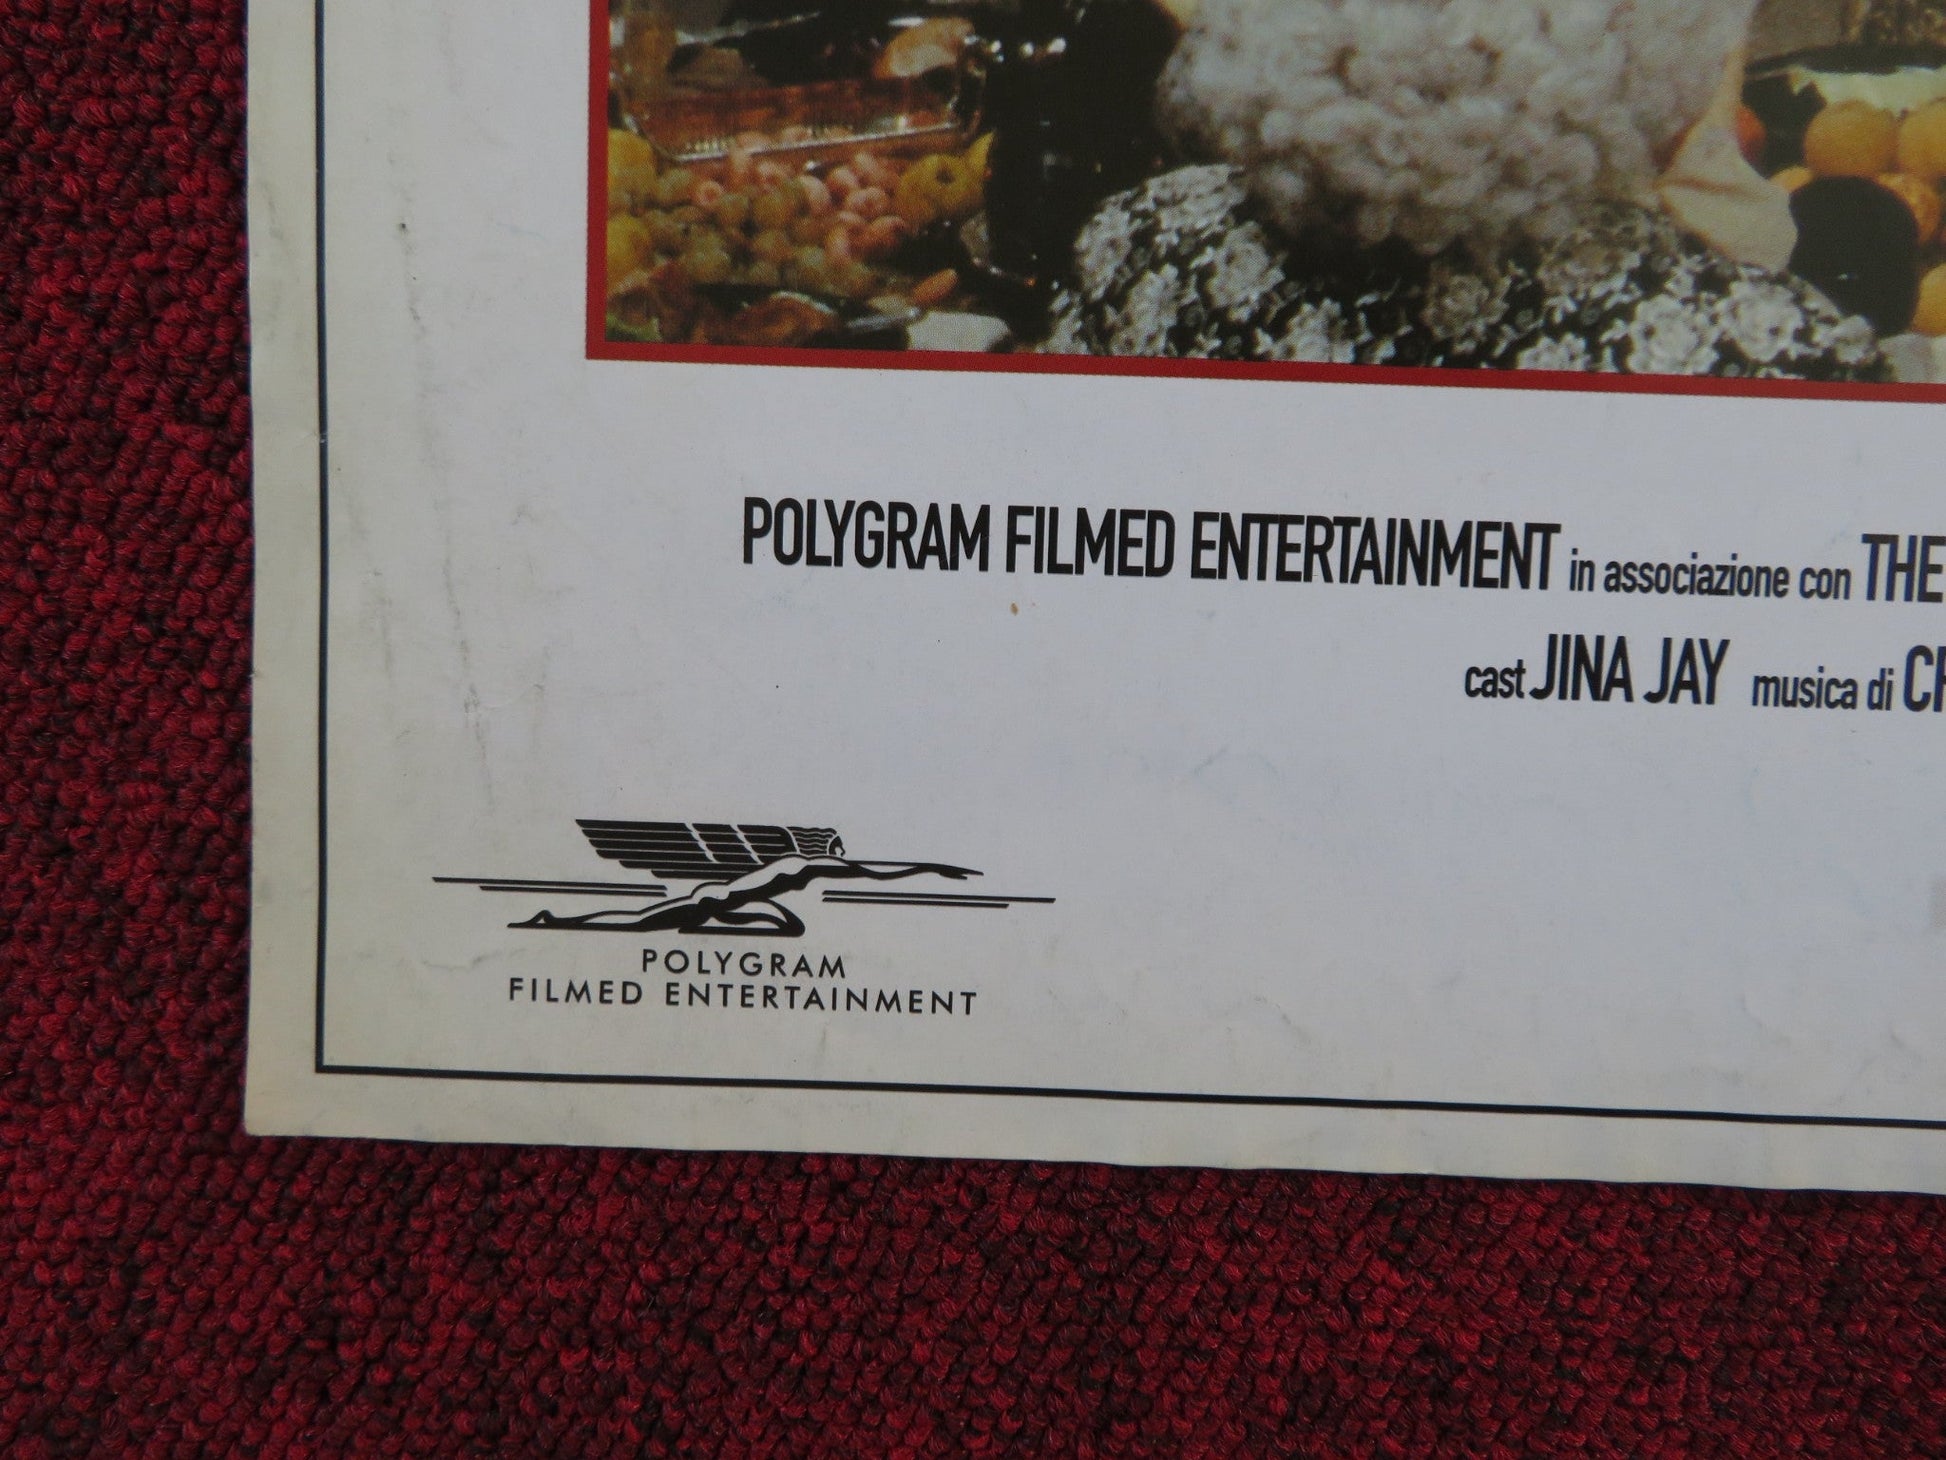 POLYGRAM FILMED ENTERTAINMENT in associazione con THE
cast JINA JAY musica di
POLYGRAM
FILMED ENTERTAINMENT